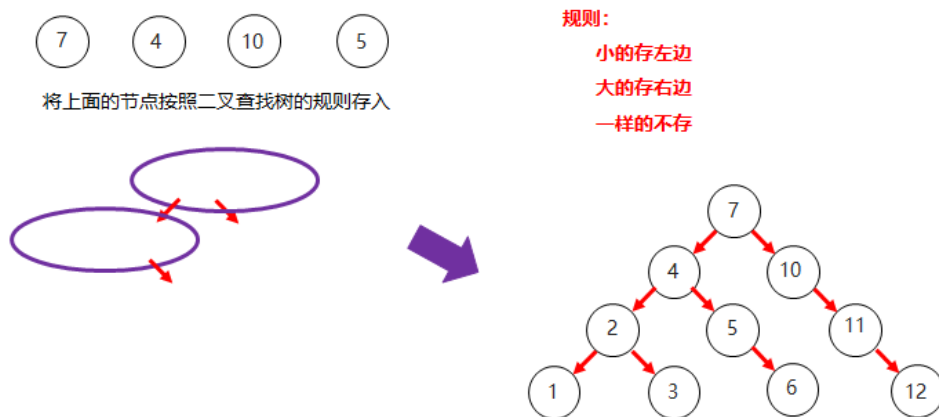 7 4 10 5
将上面的节点按照二叉查找树的规则存入
规则：
小的存左边
大的存右边
一样的不存
7
4 10
2 5 11
1 3 6 12